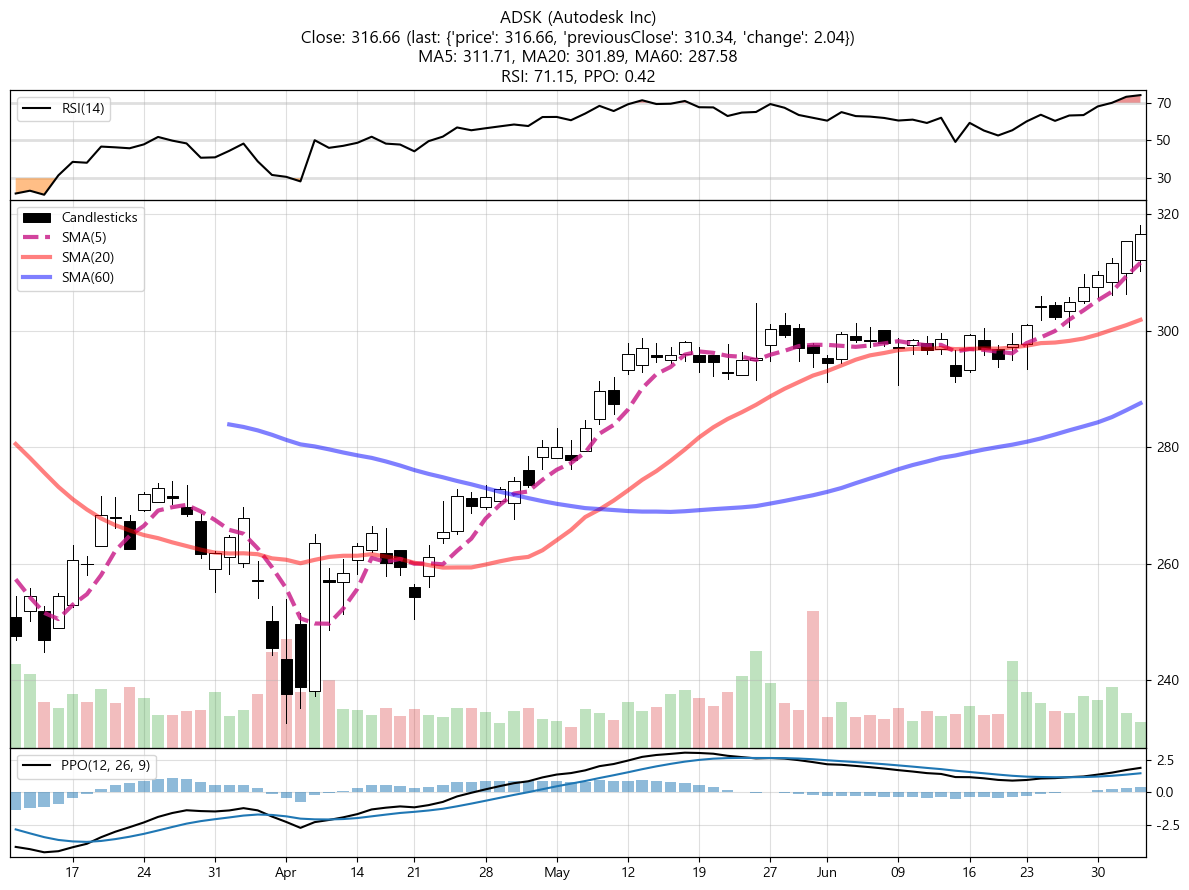 ADSK (Autodesk Inc)
Close: 316.66 (last: {'price': 316.66, 'previousClose': 310.34, 'change': 2.04})
MA5: 311.71, MA20: 301.89, MA60: 287.58
RSI: 71.15, PPO: 0.42
RSI(14)
70
50
30
Candlesticks
SMA(5)
SMA(20)
SMA(60)
320
300
280
260
240
PPO(12, 26, 9)
2.5
0.0
−2.5
17 24 31 Apr 14 21 28 May 12 19 27 Jun 09 16 23 30